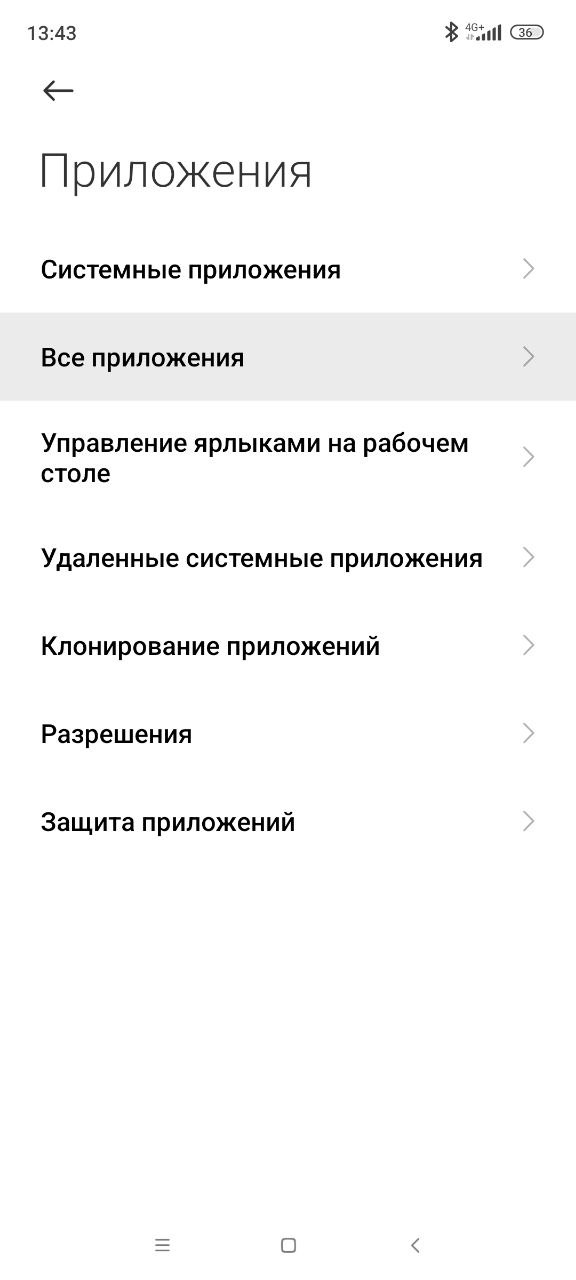 13:43
4G+ 36
Приложения
Системные приложения
Все приложения
Управление ярлыками на рабочем
столе
Удаленные системные приложения
Клонирование приложений
Разрешения
Защита приложений